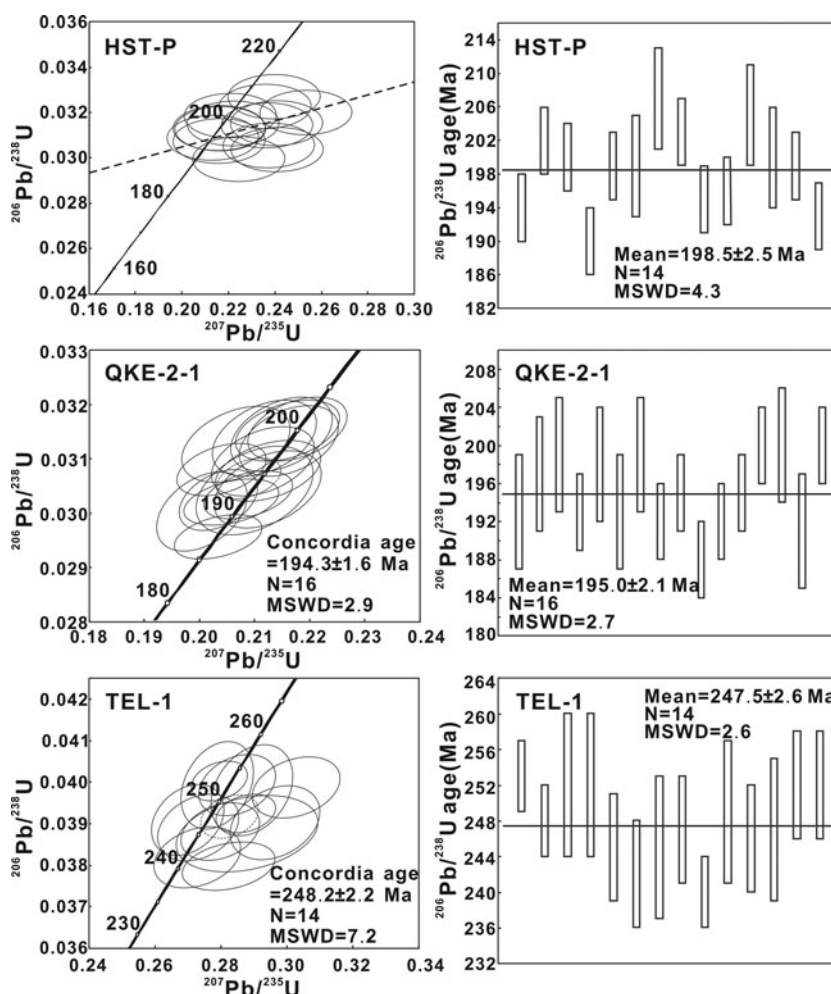 HST-P
0.036
0.034
0.032
0.030
0.028
0.026
0.024
220
200
180
160
0.16 0.18 0.20 0.22 0.24 0.26 0.28 0.30
206Pb/238U
207Pb/235U
HST-P
214
210
206
202
198
194
190
186
182
206Pb/238U age(Ma)
Mean=198.5±2.5 Ma
N=14
MSWD=4.3
QKE-2-1
0.033
0.032
0.031
0.030
0.029
0.028
200
190
180
Concordia age
=194.3±1.6 Ma
N=16
MSWD=2.9
0.18 0.19 0.20 0.21 0.22 0.23 0.24
206Pb/238U
207Pb/235U
QKE-2-1
208
204
200
196
192
188
184
180
206Pb/238U age(Ma)
Mean=195.0±2.1 Ma
N=16
MSWD=2.7
TEL-1
0.042
0.041
0.040
0.039
0.038
0.037
0.036
260
250
240
230
Concordia age
=248.2±2.2 Ma
N=14
MSWD=7.2
0.24 0.26 0.28 0.30 0.32 0.34
206Pb/238U
207Pb/235U
TEL-1
264
260
256
252
248
244
240
236
232
206Pb/238U age(Ma)
Mean=247.5±2.6 Ma
N=14
MSWD=2.6